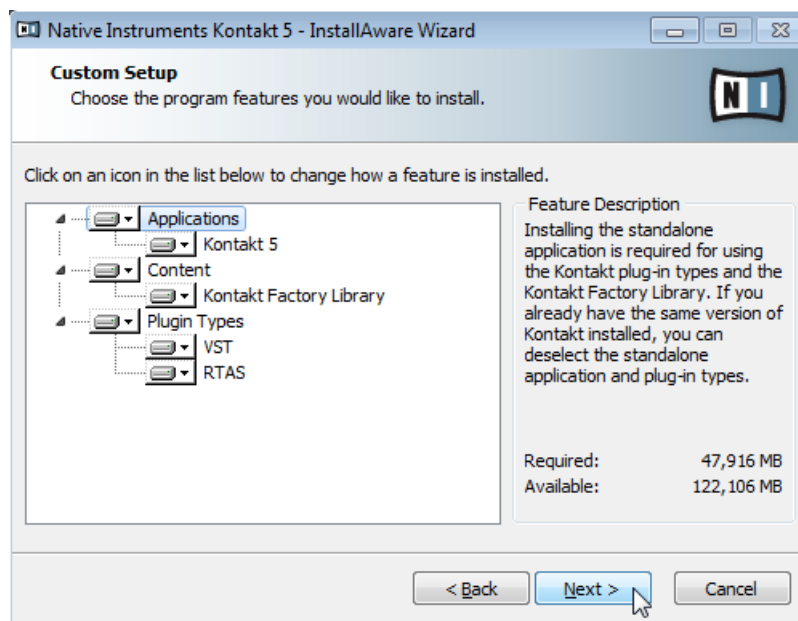 Native Instruments Kontakt 5 - InstallAware Wizard
Custom Setup
Choose the program features you would like to install.
N I
Click on an icon in the list below to change how a feature is installed.
Applications
Kontakt 5
Content
Kontakt Factory Library
Plugin Types
VST
RTAS
Feature Description
Installing the standalone
application is required for using
the Kontakt plug-in types and the
Kontakt Factory Library. If you
already have the same version of
Kontakt installed, you can
deselect the standalone
application and plug-in types.
Required: 47,916 MB
Available: 122,106 MB
< Back Next > Cancel